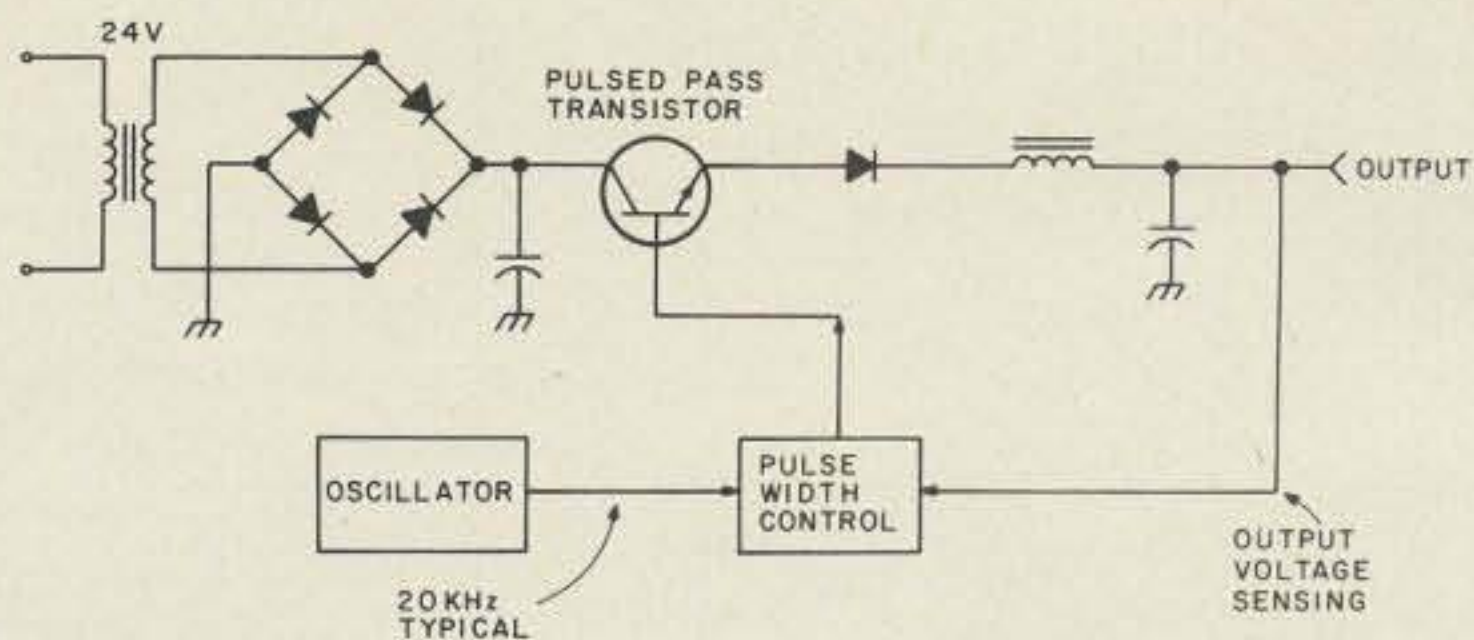 24V
PULSED PASS
TRANSISTOR
OUTPUT
OSCILLATOR
PULSE
WIDTH
CONTROL
20KHz
TYPICAL
OUTPUT
VOLTAGE
SENSING